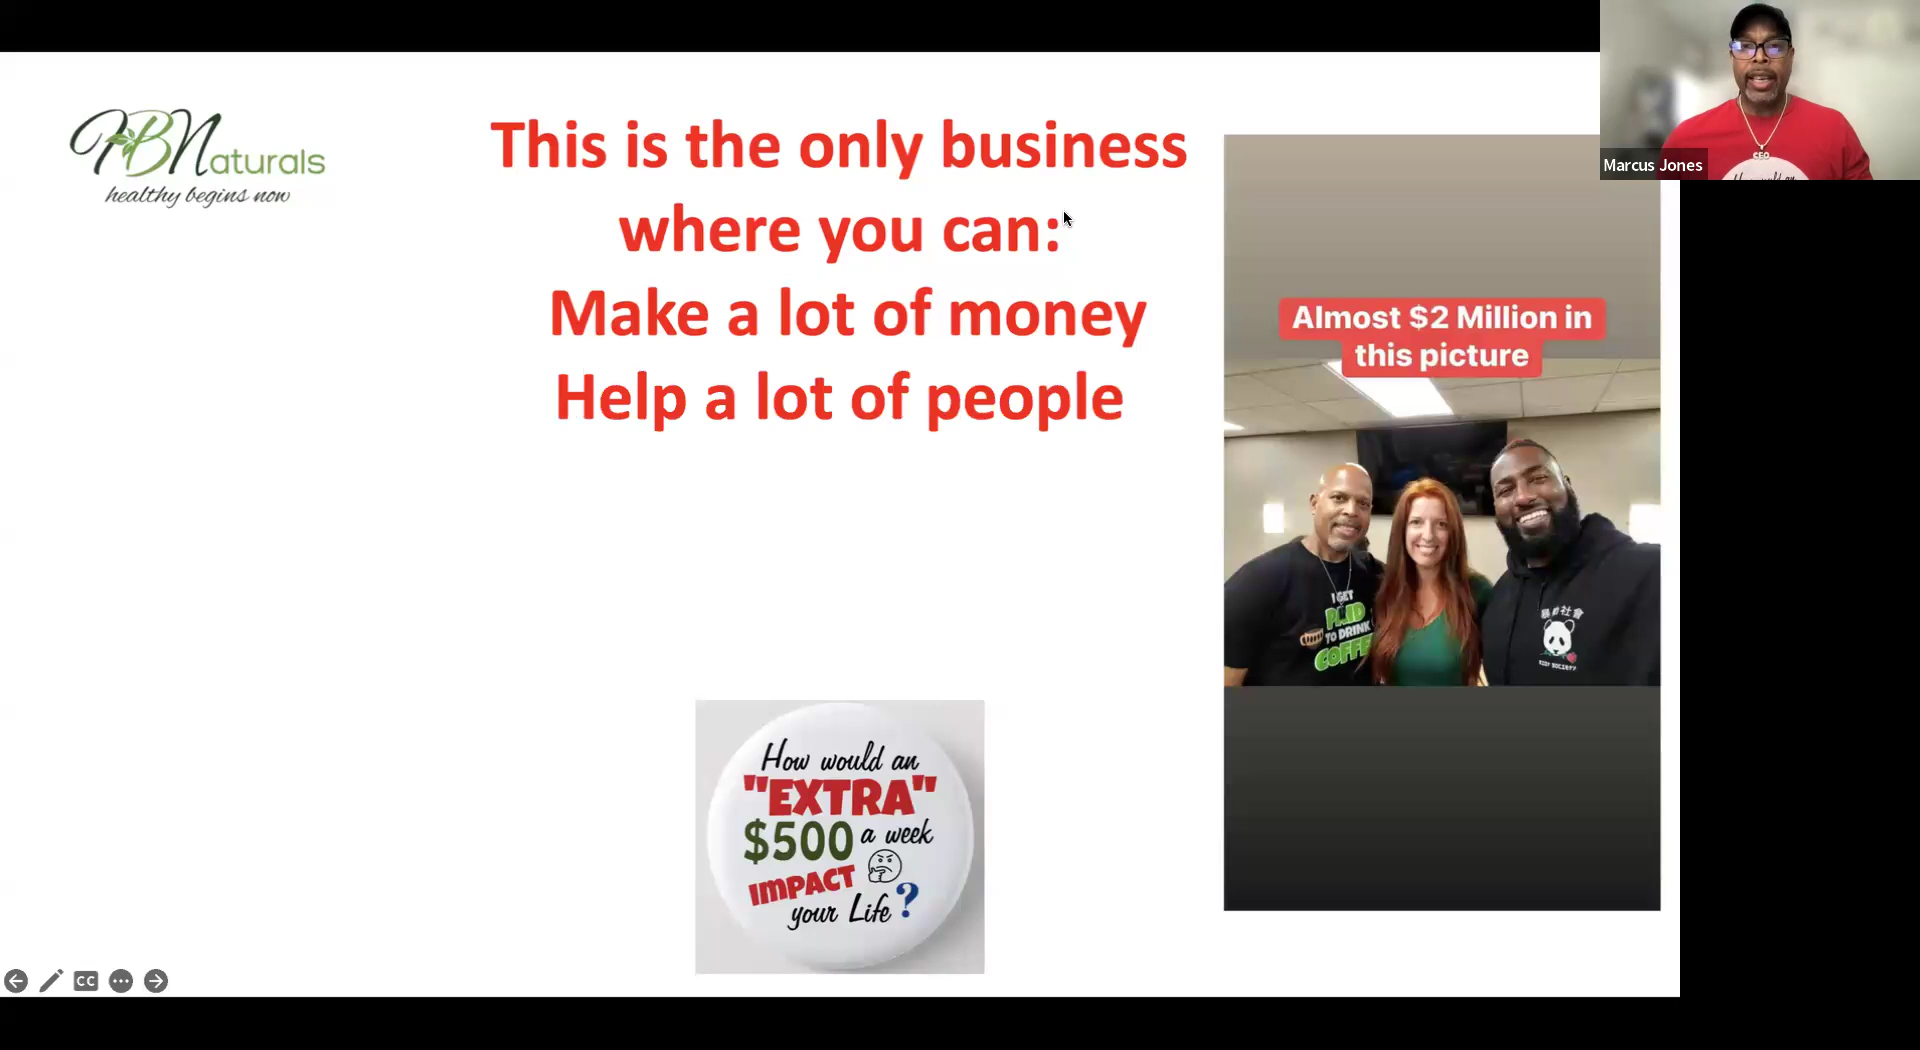 HBNaturals
healthy begins now
This is the only business
where you can:
Make a lot of money
Help a lot of people
Almost $2 Million in
this picture
I GET
PAID
TO DRINK
COFFE
How would an
"EXTRA"
$500 a week
IMPACT
your Life ?
CEO
Marcus Jones
CC